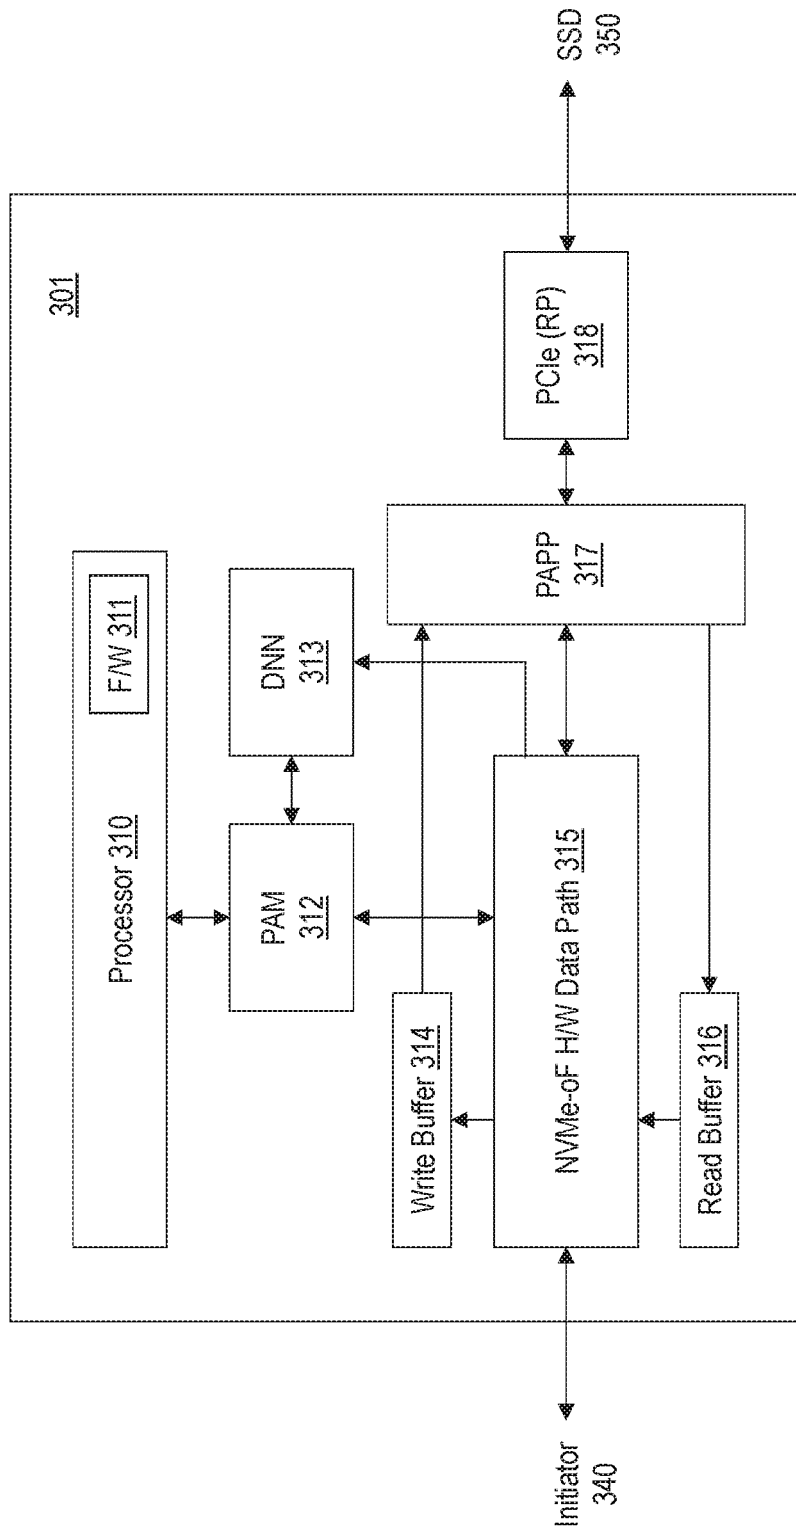 301
Processor 310
F/W 311
PAM
312
DNN
313
Write Buffer 314
Initiator
340
NVMe-oF H/W Data Path 315
PAPP
317
PCIe (RP)
318
SSD
350
Read Buffer 316